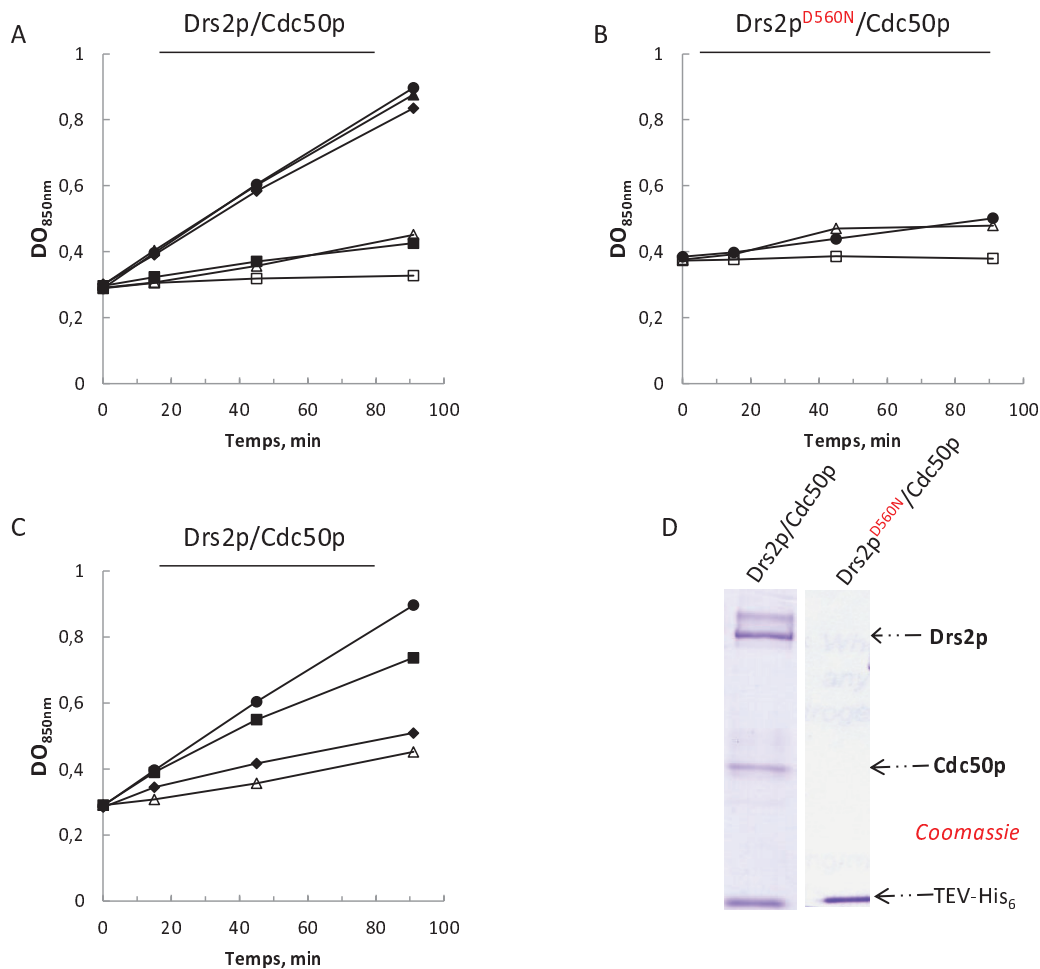 A
Drs2p/Cdc50p
1
0,8
0,6
0,4
0,2
0
DO850nm
0 20 40 60 80 100
Temps, min
B
Drs2pD560N/Cdc50p
1
0,8
0,6
0,4
0,2
0
DO850nm
0 20 40 60 80 100
Temps, min
C
Drs2p/Cdc50p
1
0,8
0,6
0,4
0,2
0
DO850nm
0 20 40 60 80 100
Temps, min
D
Drs2p/Cdc50p
Drs2pD560N/Cdc50p
Drs2p
Cdc50p
Coomassie
TEV-His6
any